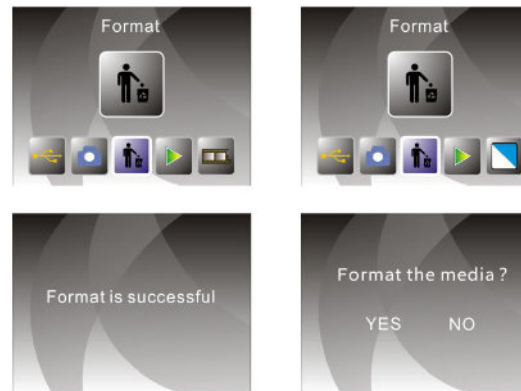 Format
Format
Format is successful
Format the media ?
YES NO